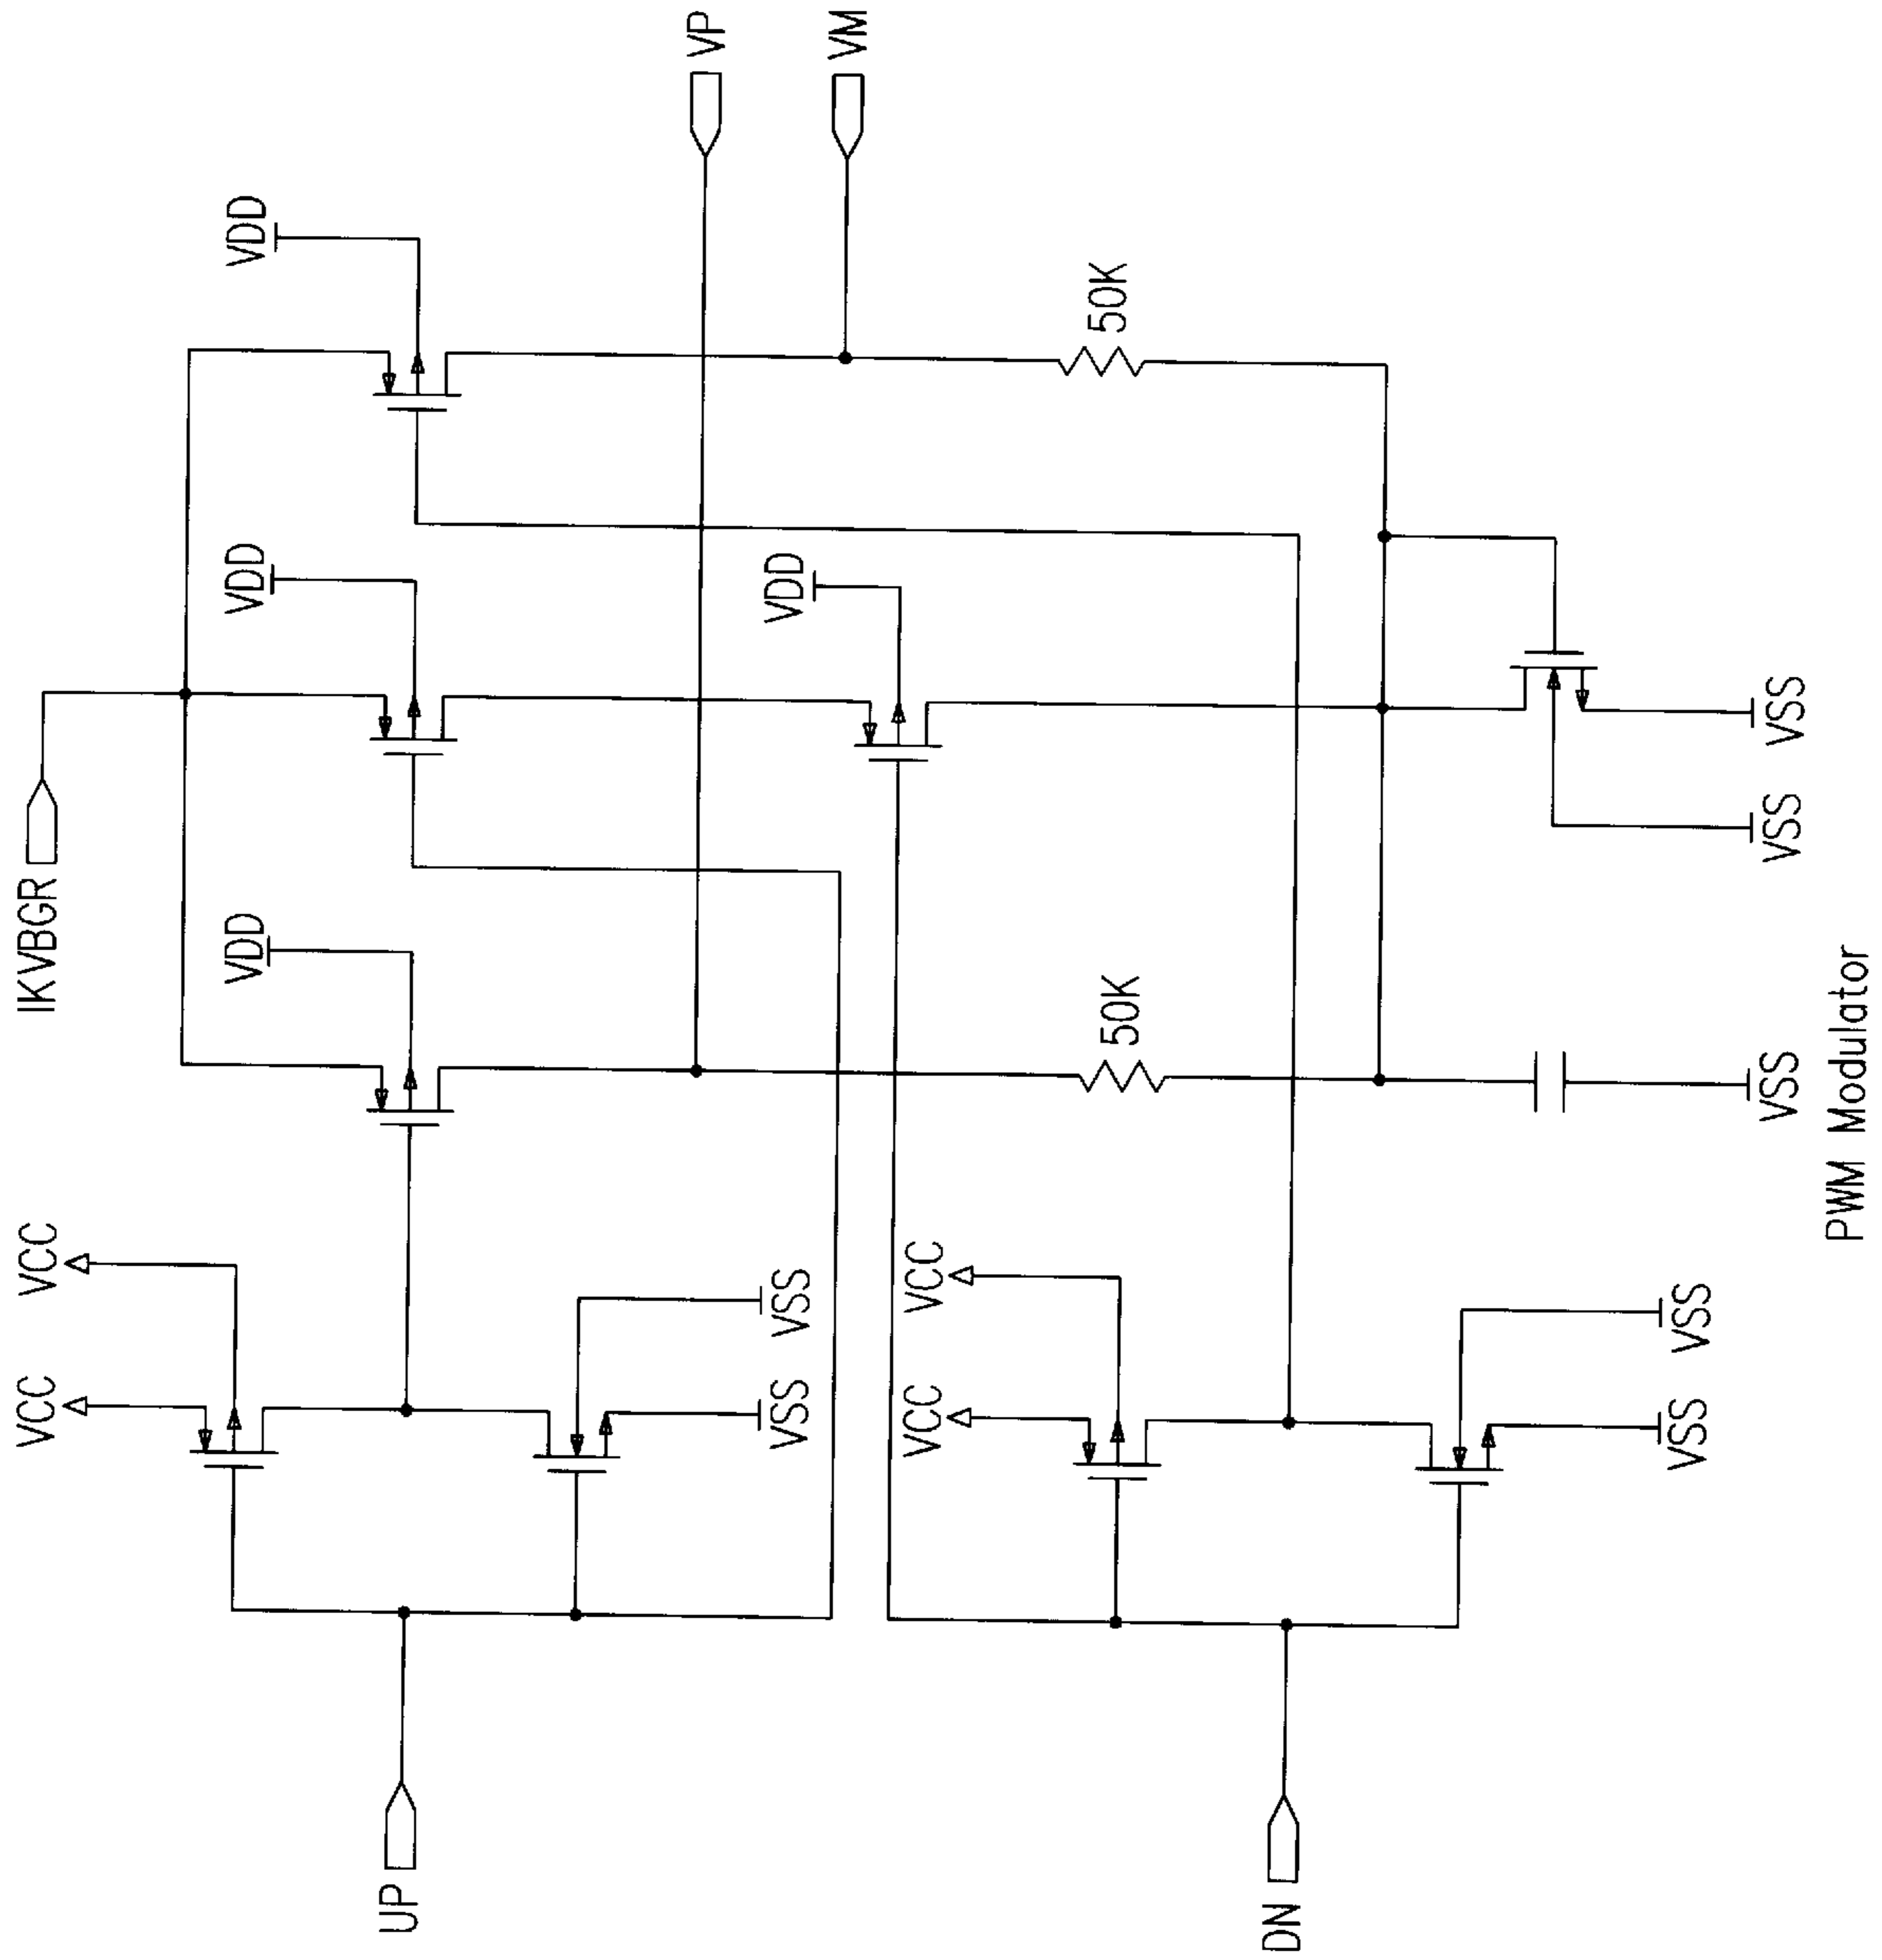 VCC
VCC
IKVBGR
VDD
VDD
VDD
UP
VP
VSS
VSS
VDD
VM
VCC
VCC
50K
50K
DN
VSS
VSS
VSS
VSS
VSS
PWM Modulator